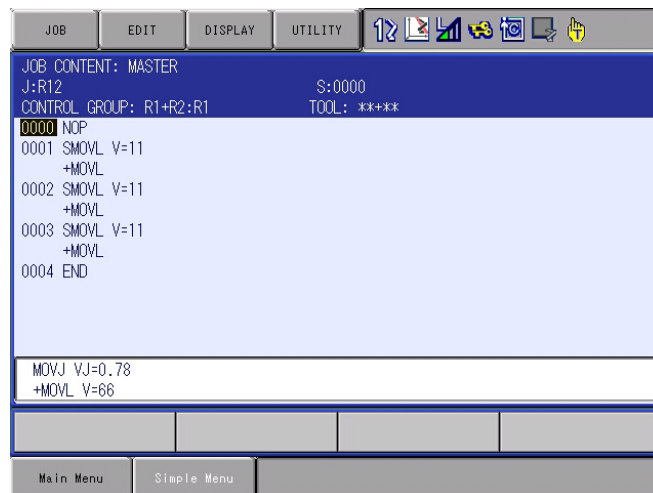 JOB EDIT DISPLAY UTILITY
JOB CONTENT: MASTER
J:R12 S:0000
CONTROL GROUP: R1+R2:R1 TOOL: **+**
0000 NOP
0001 SMOVL V=11
+MOVL
0002 SMOVL V=11
+MOVL
0003 SMOVL V=11
+MOVL
0004 END
MOVJ VJ=0.78
+MOVL V=66
Main Menu Simple Menu